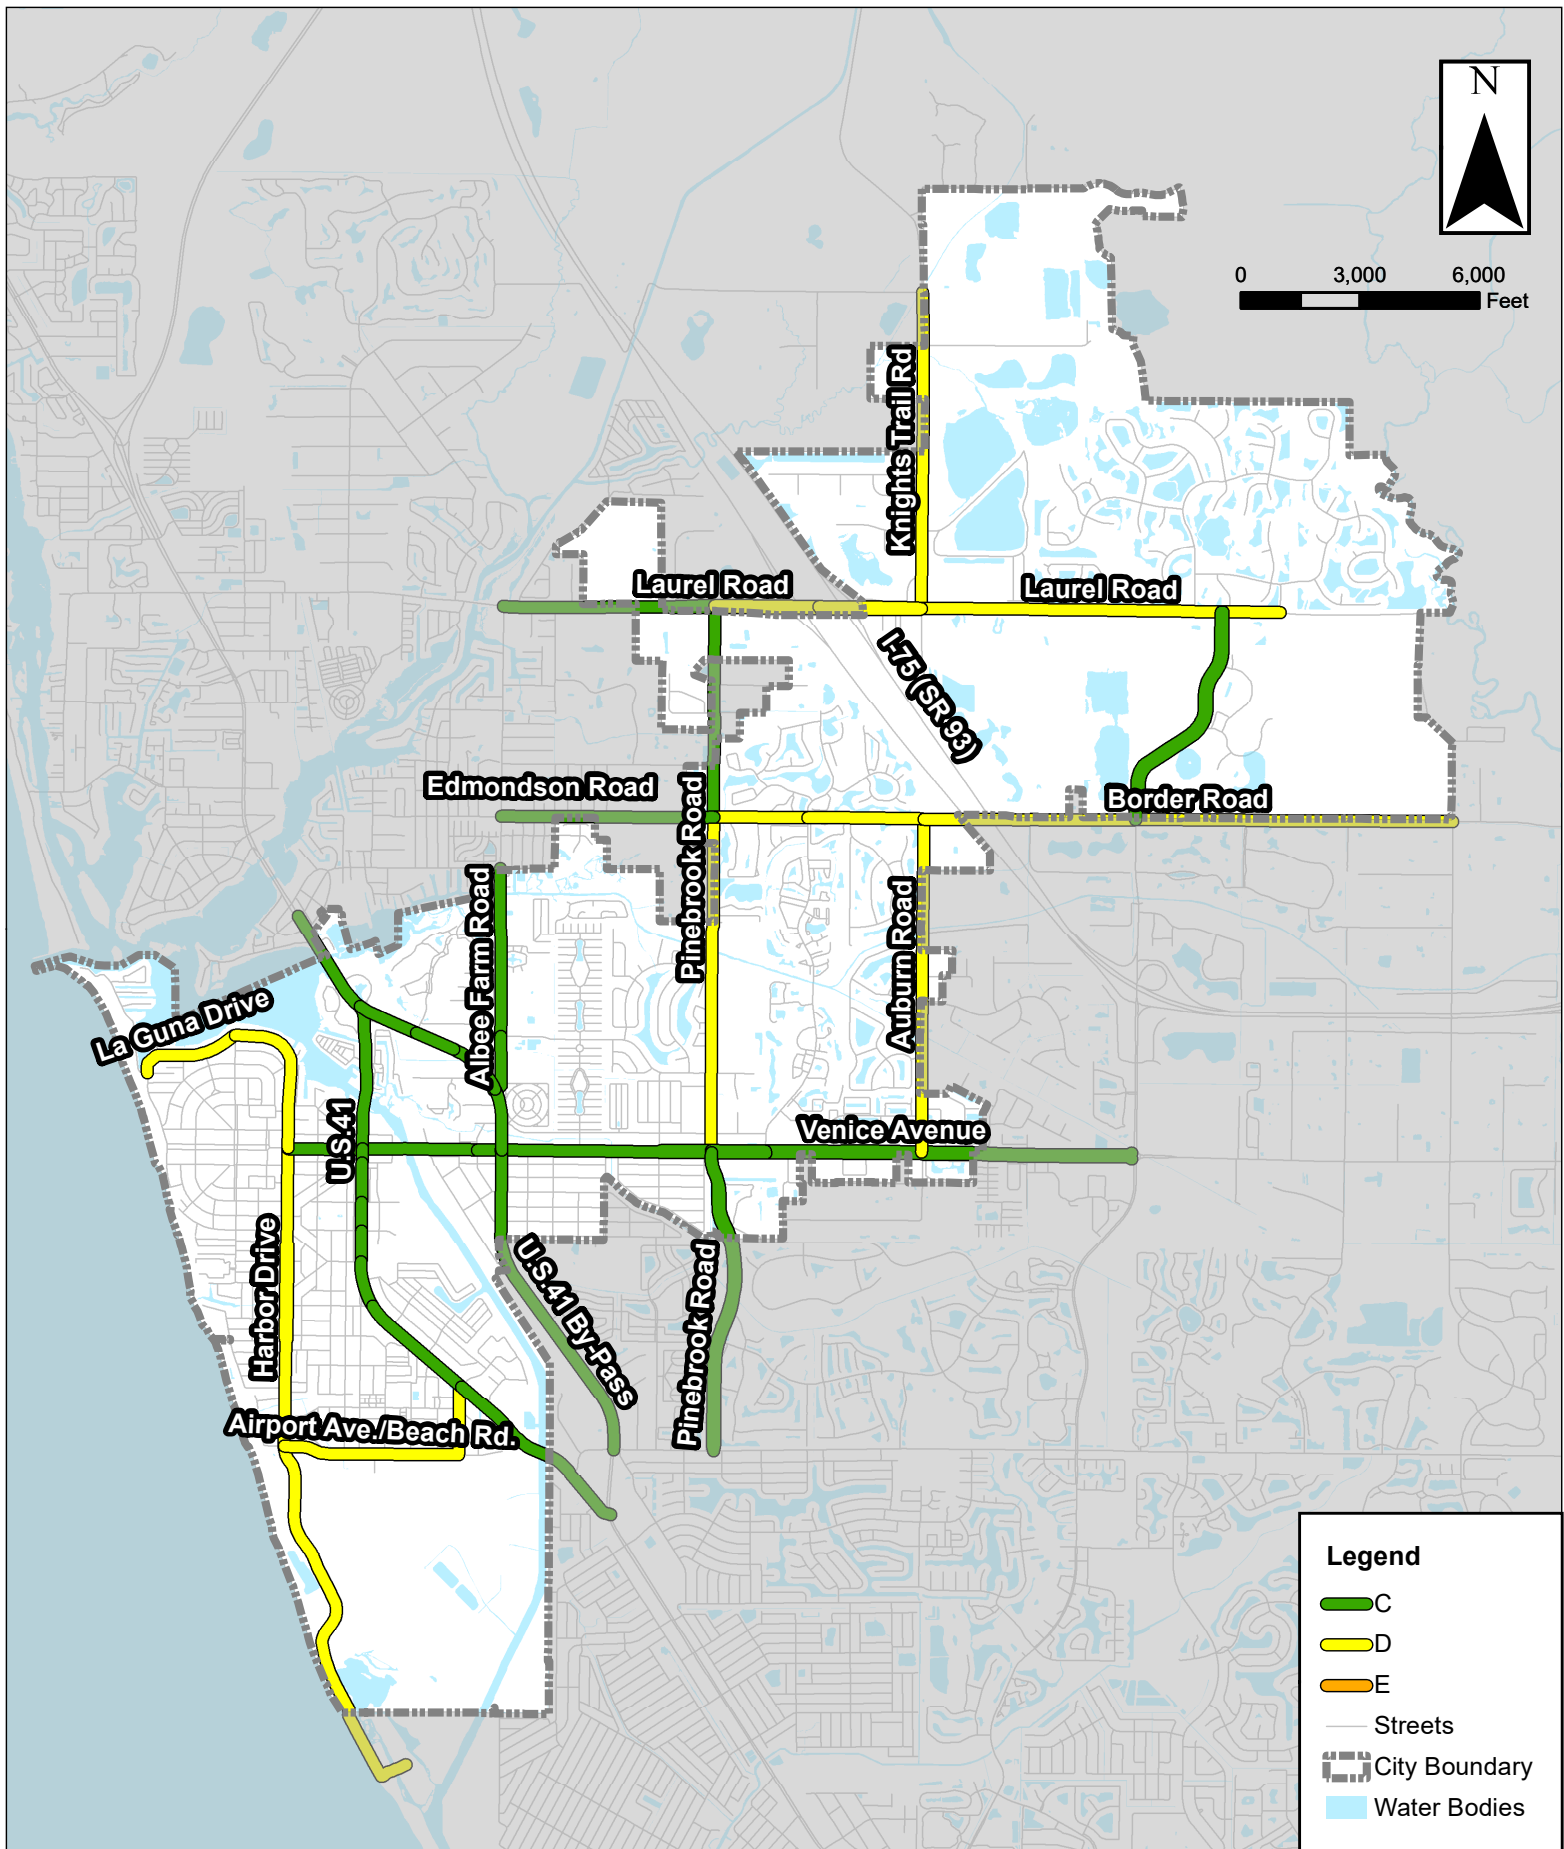 N
0 3,000 6,000
Feet
Knights Trail Rd
Laurel Road
Laurel Road
I-75 (SR 93)
Edmondson Road
Border Road
Pinebrook Road
Albee Farm Road
Auburn Road
La Guna Drive
U.S.41
Venice Avenue
Harbor Drive
U.S.41 By-Pass
Pinebrook Road
Airport Ave./Beach Rd.
Legend
C
D
E
Streets
City Boundary
Water Bodies